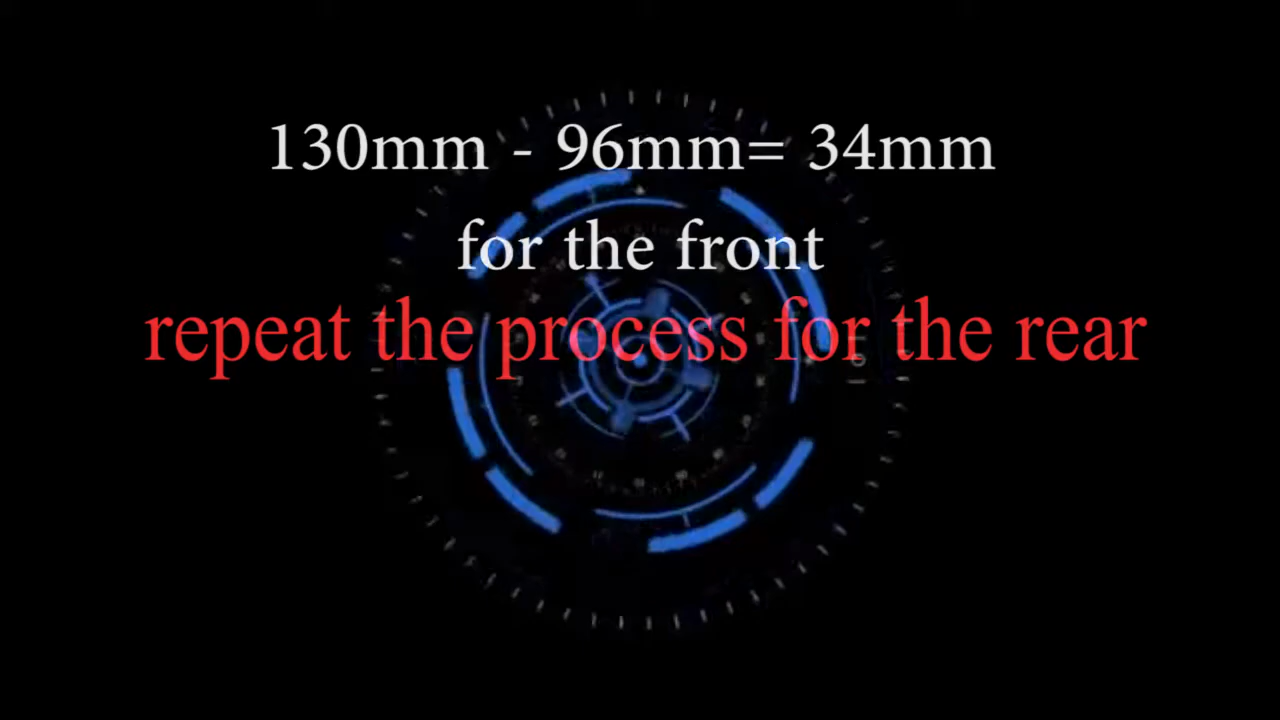 130mm - 96mm= 34mm
for the front
repeat the process for the rear